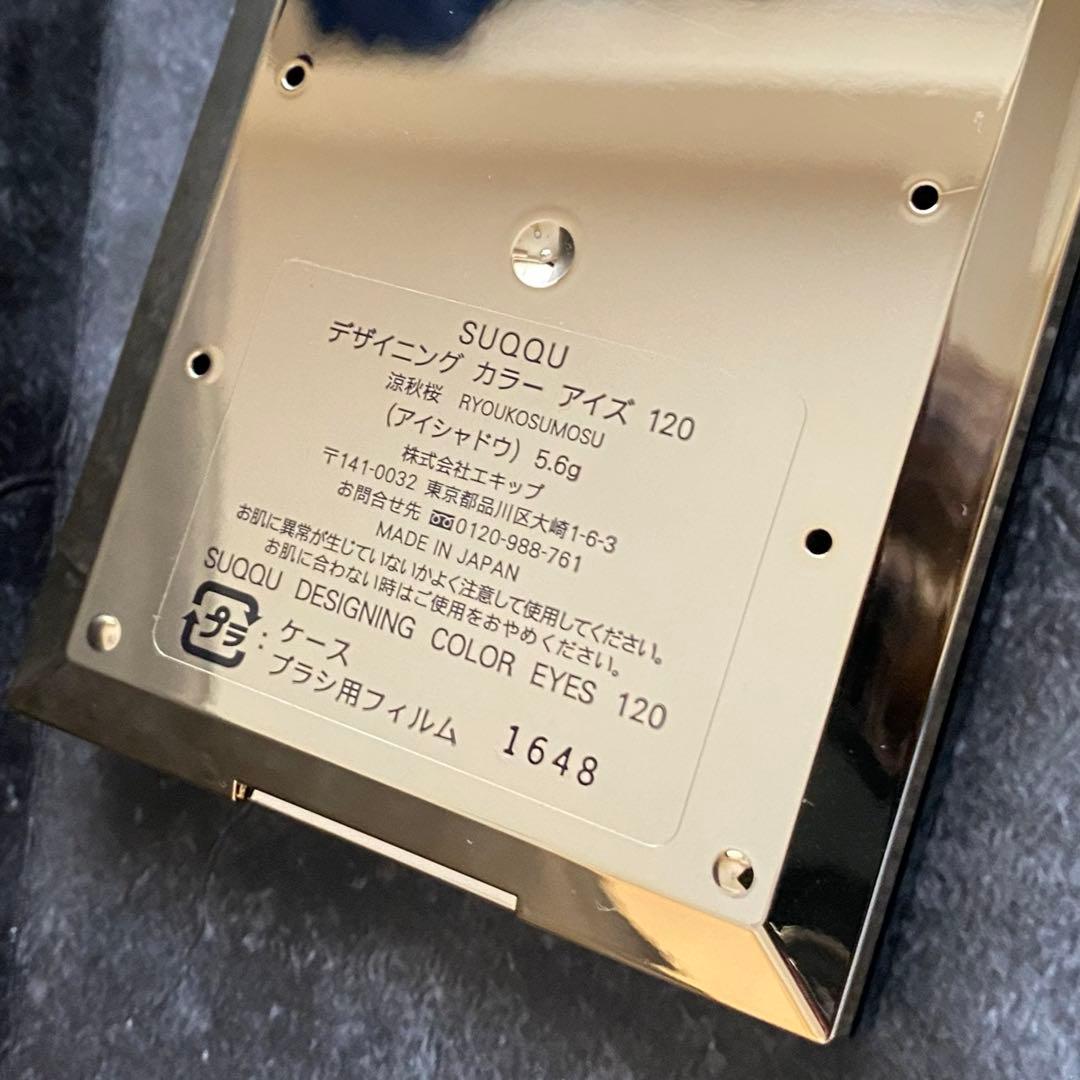 SUQQU
デザイニング カラー アイズ 120
涼秋桜 RYOUKOSUMOSU
(アイシャドウ) 5.6g
株式会社エキップ
〒141-0032 東京都品川区大崎1-6-3
お問合せ先 0120-988-761
MADE IN JAPAN
お肌に異常が生じていないかよく注意して使用してください。
お肌に合わない時はご使用をおやめください。
SUQQU DESIGNING COLOR EYES 120
プラ : ケース
ブラシ用フィルム 1648